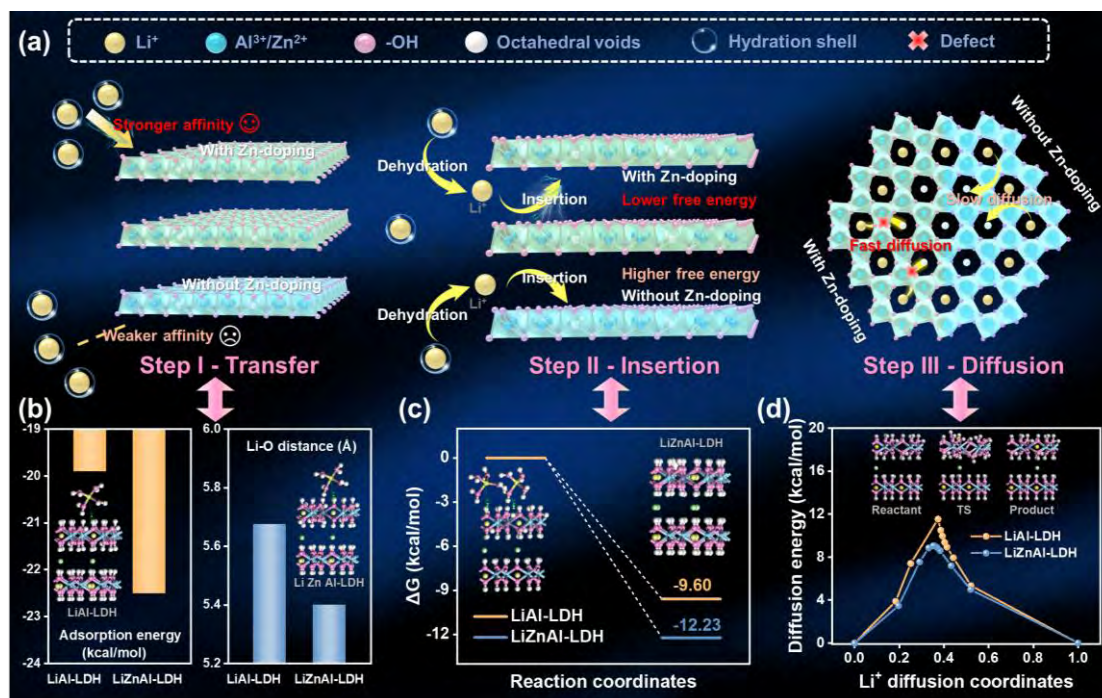 (a)
Li⁺
Al³⁺/Zn²⁺
-OH
Octahedral voids
Hydration shell
Defect
Stronger affinity
With Zn-doping
Without Zn-doping
Weaker affinity
Step I - Transfer
Dehydration
Li⁺
Insertion
With Zn-doping
Lower free energy
Insertion
Higher free energy
Li⁺
Without Zn-doping
Dehydration
Step II - Insertion
Without Zn-doping
Slow diffusion
Fast diffusion
With Zn-doping
Step III - Diffusion
(b)
-19
-20
-21
-22
-23
-24
LiAl-LDH
Adsorption energy
(kcal/mol)
LiAl-LDH LiZnAl-LDH
6.0
5.8
5.6
5.4
5.2
Li-O distance (Å)
Li Zn Al-LDH
LiAl-LDH LiZnAl-LDH
(c)
ΔG (kcal/mol)
0
-3
-6
-9
-12
LiZnAl-LDH
-9.60
-12.23
LiAl-LDH
LiZnAl-LDH
Reaction coordinates
(d)
Diffusion energy (kcal/mol)
20
16
12
8
4
0
Reactant TS Product
LiAl-LDH
LiZnAl-LDH
0.0 0.2 0.4 0.6 0.8 1.0
Li⁺ diffusion coordinates